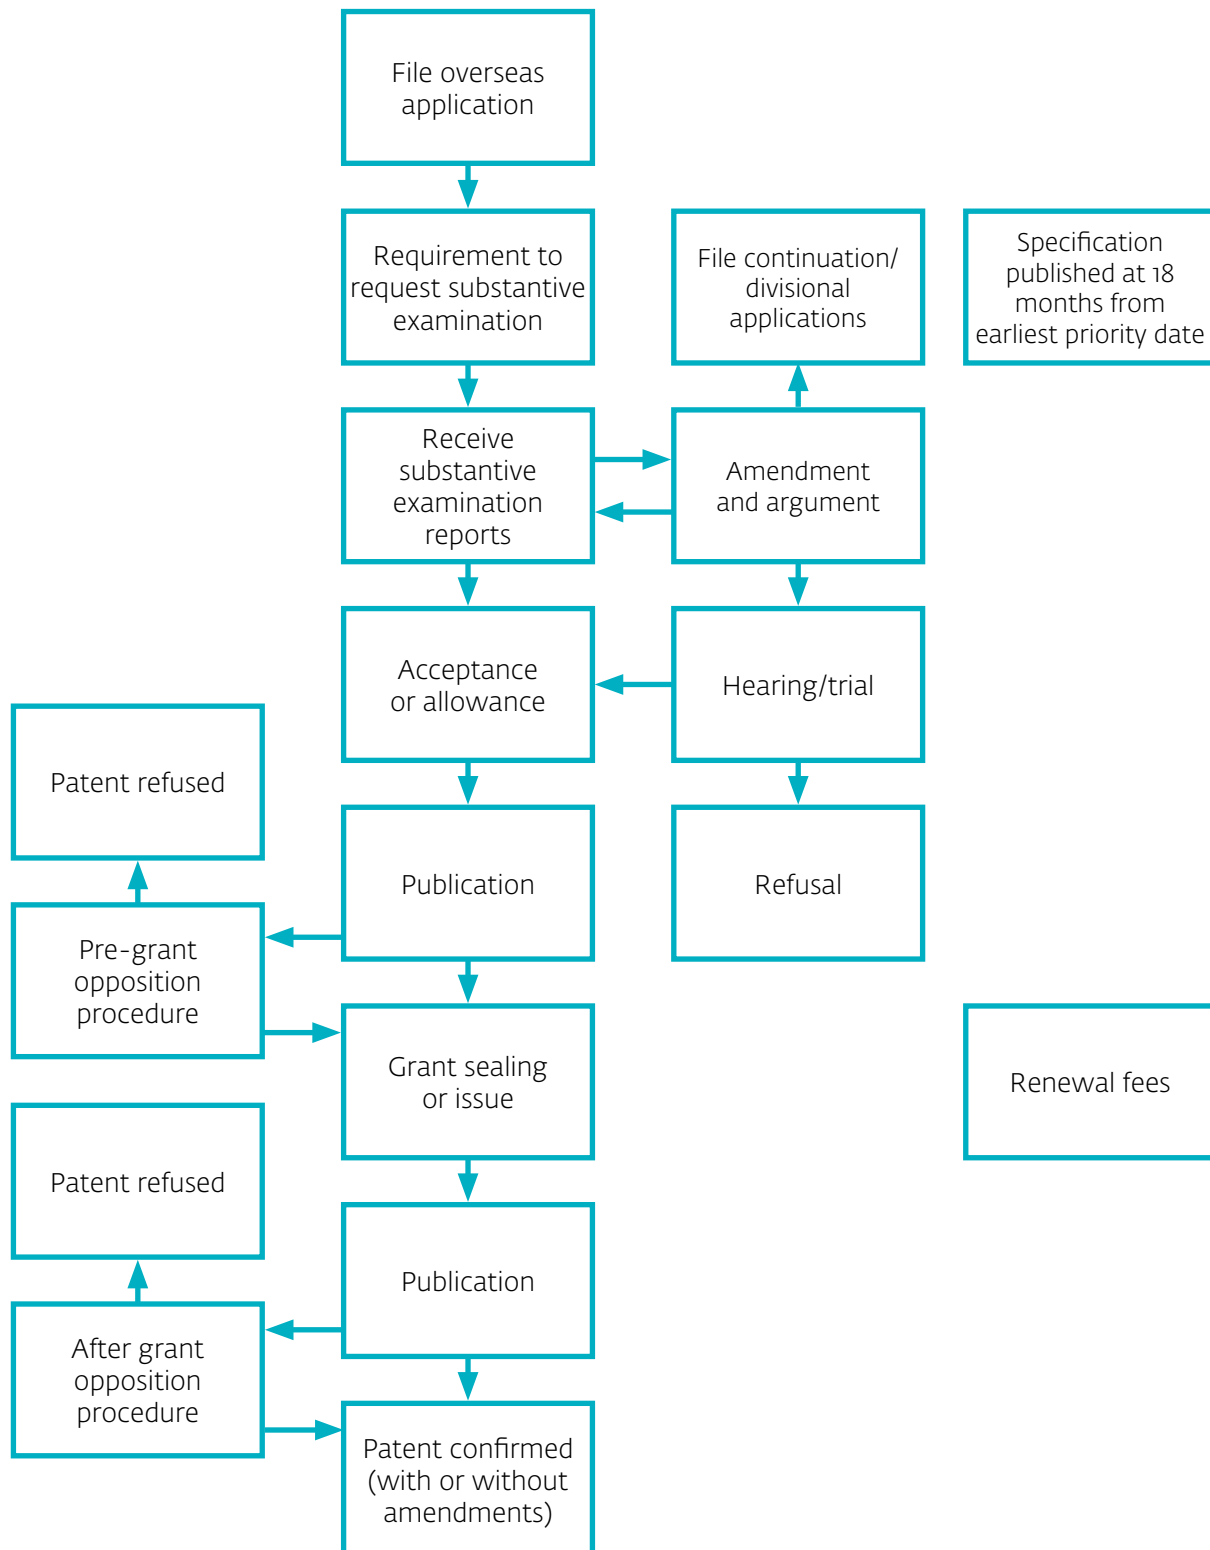 File overseas
application
Requirement to
request substantive
examination
File continuation/
divisional
applications
Specification
published at 18
months from
earliest priority date
Receive
substantive
examination
reports
Amendment
and argument
Acceptance
or allowance
Hearing/trial
Patent refused
Publication
Refusal
Pre-grant
opposition
procedure
Grant sealing
or issue
Renewal fees
Patent refused
Publication
After grant
opposition
procedure
Patent confirmed
(with or without
amendments)